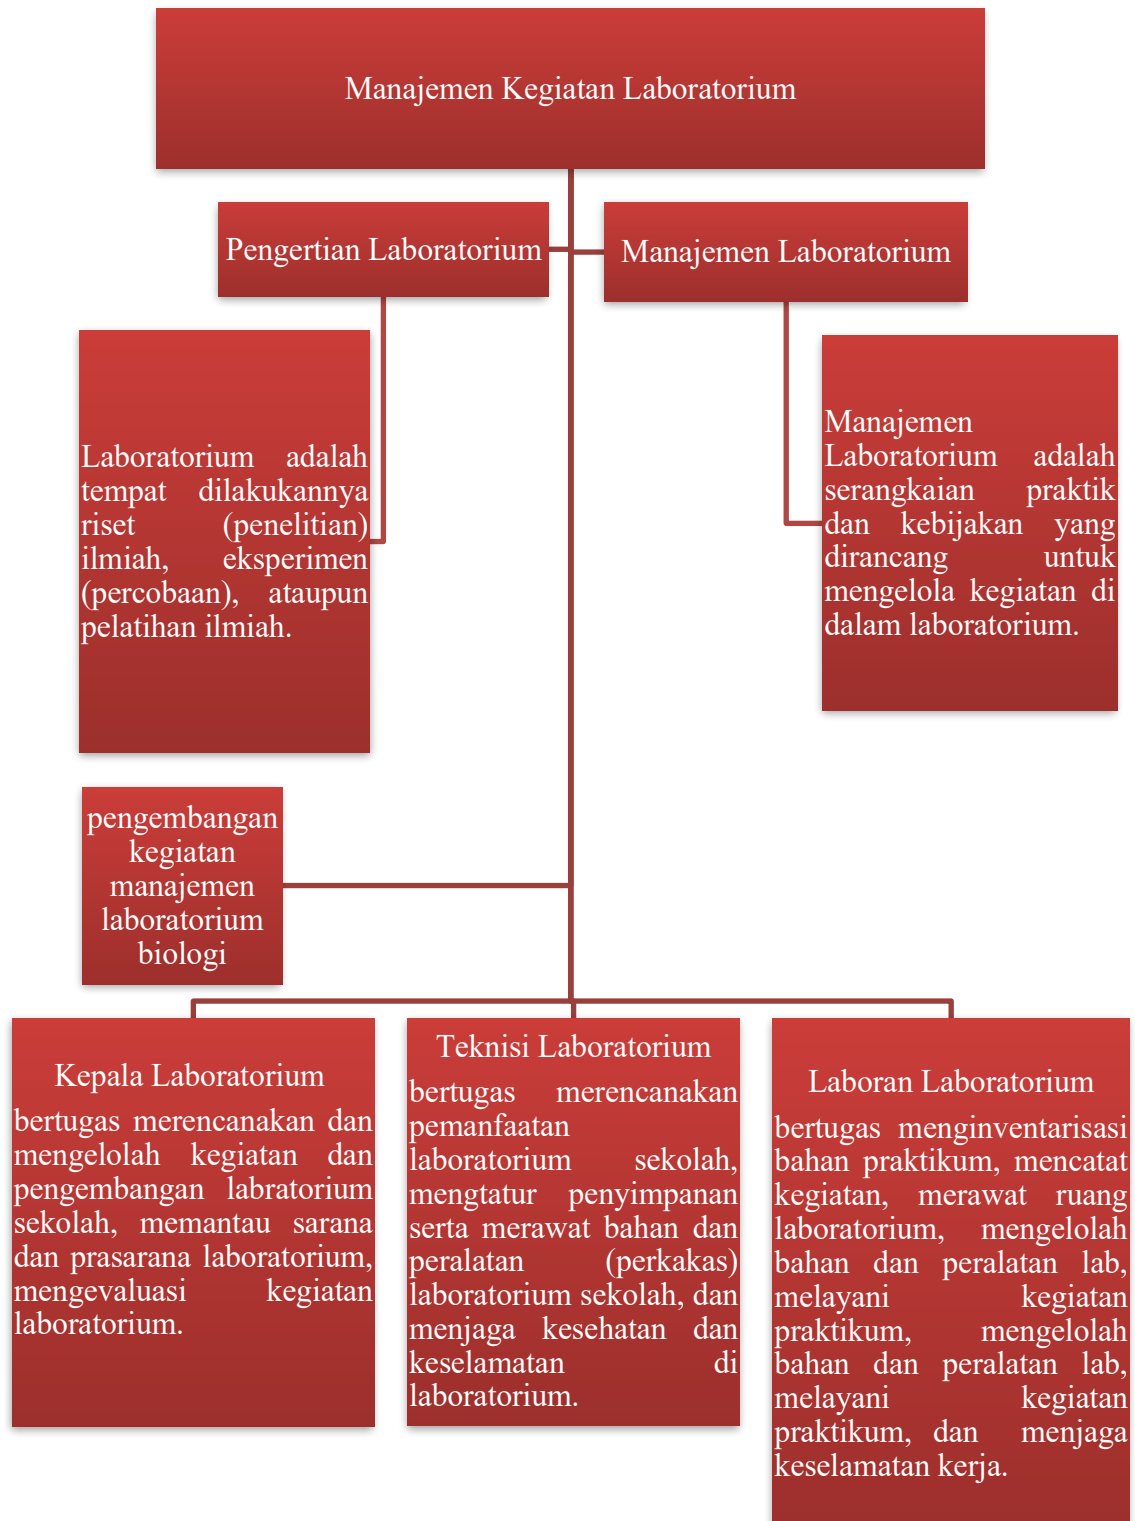 Manajemen Kegiatan Laboratorium
Pengertian Laboratorium
Manajemen Laboratorium
Laboratorium adalah
tempat dilakukannya
riset (penelitian)
ilmiah, eksperimen
(percobaan), ataupun
pelatihan ilmiah.
Manajemen
Laboratorium adalah
serangkaian praktik
dan kebijakan yang
dirancang untuk
mengelola kegiatan di
dalam laboratorium.
pengembangan
kegiatan
manajemen
laboratorium
biologi
Kepala Laboratorium
bertugas merencanakan dan
mengelolah kegiatan dan
pengembangan labratorium
sekolah, memantau sarana
dan prasarana laboratorium,
mengevaluasi kegiatan
laboratorium.
Teknisi Laboratorium
bertugas merencanakan
pemanfaatan
laboratorium sekolah,
mengtatur penyimpanan
serta merawat bahan dan
peralatan (perkakas)
laboratorium sekolah, dan
menjaga kesehatan dan
keselamatan di
laboratorium.
Laboran Laboratorium
bertugas menginventarisasi
bahan praktikum, mencatat
kegiatan, merawat ruang
laboratorium, mengelolah
bahan dan peralatan lab,
melayani kegiatan
praktikum, mengelolah
bahan dan peralatan lab,
melayani kegiatan
praktikum, dan menjaga
keselamatan kerja.